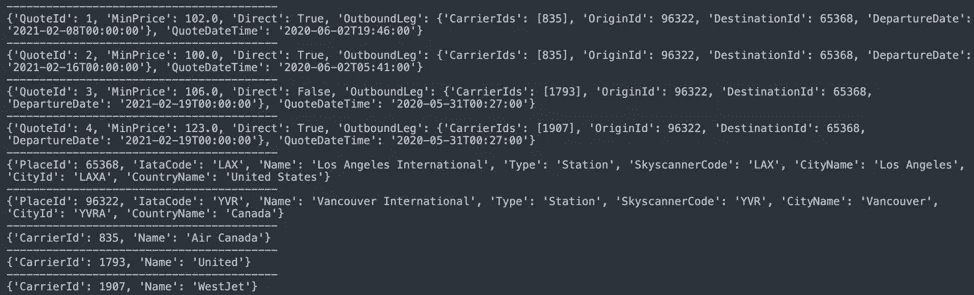 ------------------------------------------
{'QuoteId': 1, 'MinPrice': 102.0, 'Direct': True, 'OutboundLeg': {'CarrierIds': [835], 'OriginId': 96322, 'DestinationId': 65368, 'DepartureDate':
'2021-02-08T00:00:00'}, 'QuoteDateTime': '2020-06-02T19:46:00'}
------------------------------------------
{'QuoteId': 2, 'MinPrice': 100.0, 'Direct': True, 'OutboundLeg': {'CarrierIds': [835], 'OriginId': 96322, 'DestinationId': 65368, 'DepartureDate':
'2021-02-16T00:00:00'}, 'QuoteDateTime': '2020-06-02T05:41:00'}
------------------------------------------
{'QuoteId': 3, 'MinPrice': 106.0, 'Direct': False, 'OutboundLeg': {'CarrierIds': [1793], 'OriginId': 96322, 'DestinationId': 65368,
'DepartureDate': '2021-02-19T00:00:00'}, 'QuoteDateTime': '2020-05-31T00:27:00'}
------------------------------------------
{'QuoteId': 4, 'MinPrice': 123.0, 'Direct': True, 'OutboundLeg': {'CarrierIds': [1907], 'OriginId': 96322, 'DestinationId': 65368,
'DepartureDate': '2021-02-19T00:00:00'}, 'QuoteDateTime': '2020-05-31T00:27:00'}
------------------------------------------
{'PlaceId': 65368, 'IataCode': 'LAX', 'Name': 'Los Angeles International', 'Type': 'Station', 'SkyscannerCode': 'LAX', 'CityName': 'Los Angeles',
'CityId': 'LAXA', 'CountryName': 'United States'}
------------------------------------------
{'PlaceId': 96322, 'IataCode': 'YVR', 'Name': 'Vancouver International', 'Type': 'Station', 'SkyscannerCode': 'YVR', 'CityName': 'Vancouver',
'CityId': 'YVRA', 'CountryName': 'Canada'}
------------------------------------------
{'CarrierId': 835, 'Name': 'Air Canada'}
------------------------------------------
{'CarrierId': 1793, 'Name': 'United'}
------------------------------------------
{'CarrierId': 1907, 'Name': 'WestJet'}